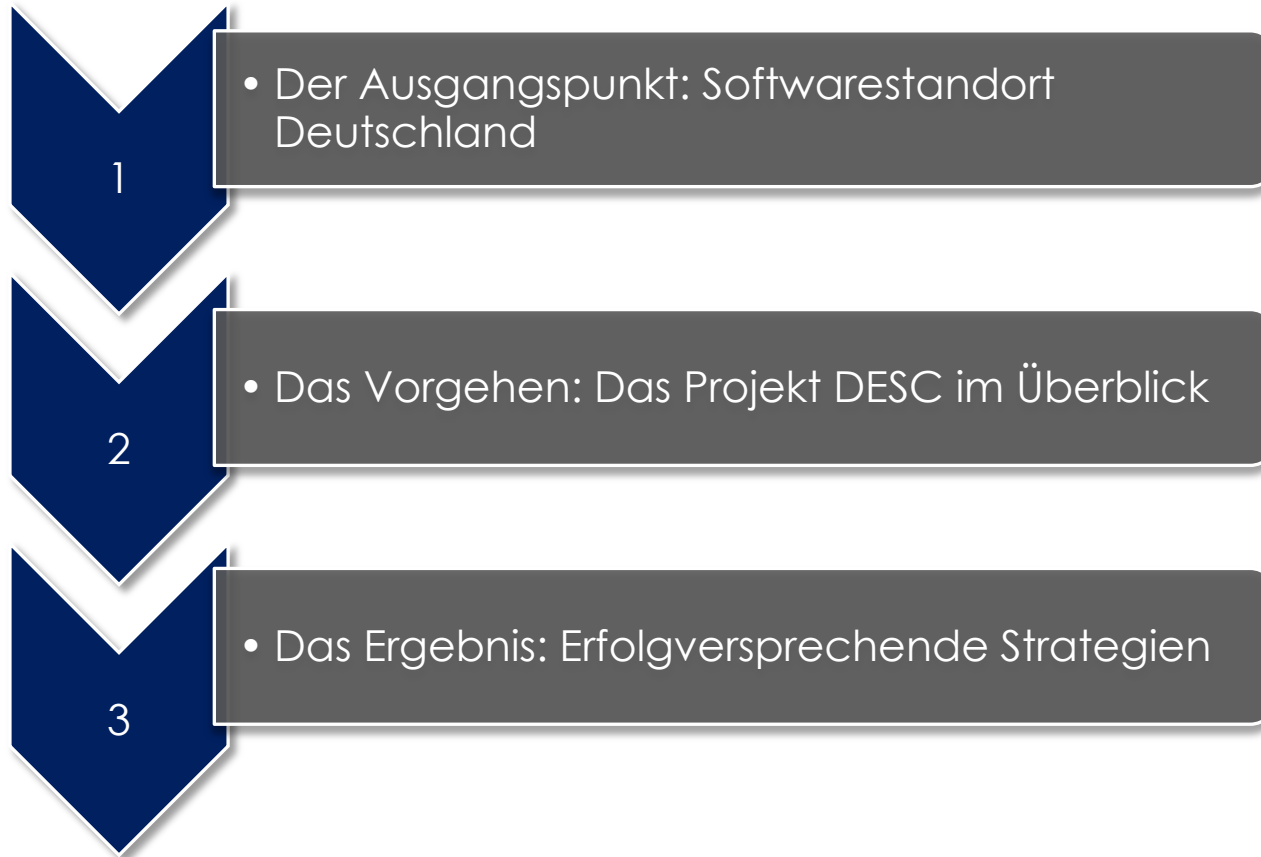 1
• Der Ausgangspunkt: Softwarestandort
Deutschland
2
• Das Vorgehen: Das Projekt DESC im Überblick
3
• Das Ergebnis: Erfolgversprechende Strategien